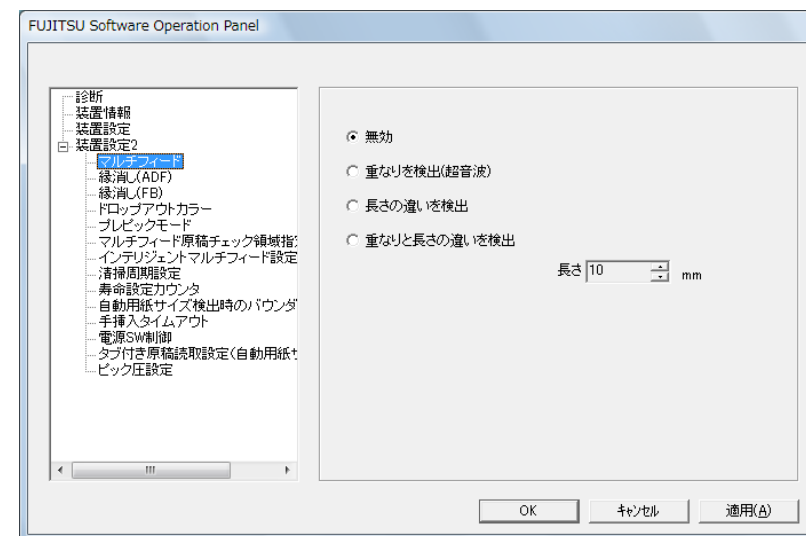 FUJITSU Software Operation Panel
診断
装置情報
装置設定
装置設定2
マルチフィード
縁消し(ADF)
縁消し(FB)
ドロップアウトカラー
プレピックモード
マルチフィード原稿チェック領域指
インテリジェントマルチフィード設定
清掃周期設定
寿命設定カウンタ
自動用紙サイズ検出時のバウンダ
手挿入タイムアウト
電源SW制御
タブ付き原稿読取設定(自動用紙サ
ピック圧設定
無効
重なりを検出(超音波)
長さの違いを検出
重なりと長さの違いを検出
長さ 10 mm
OK キャンセル 適用(A)